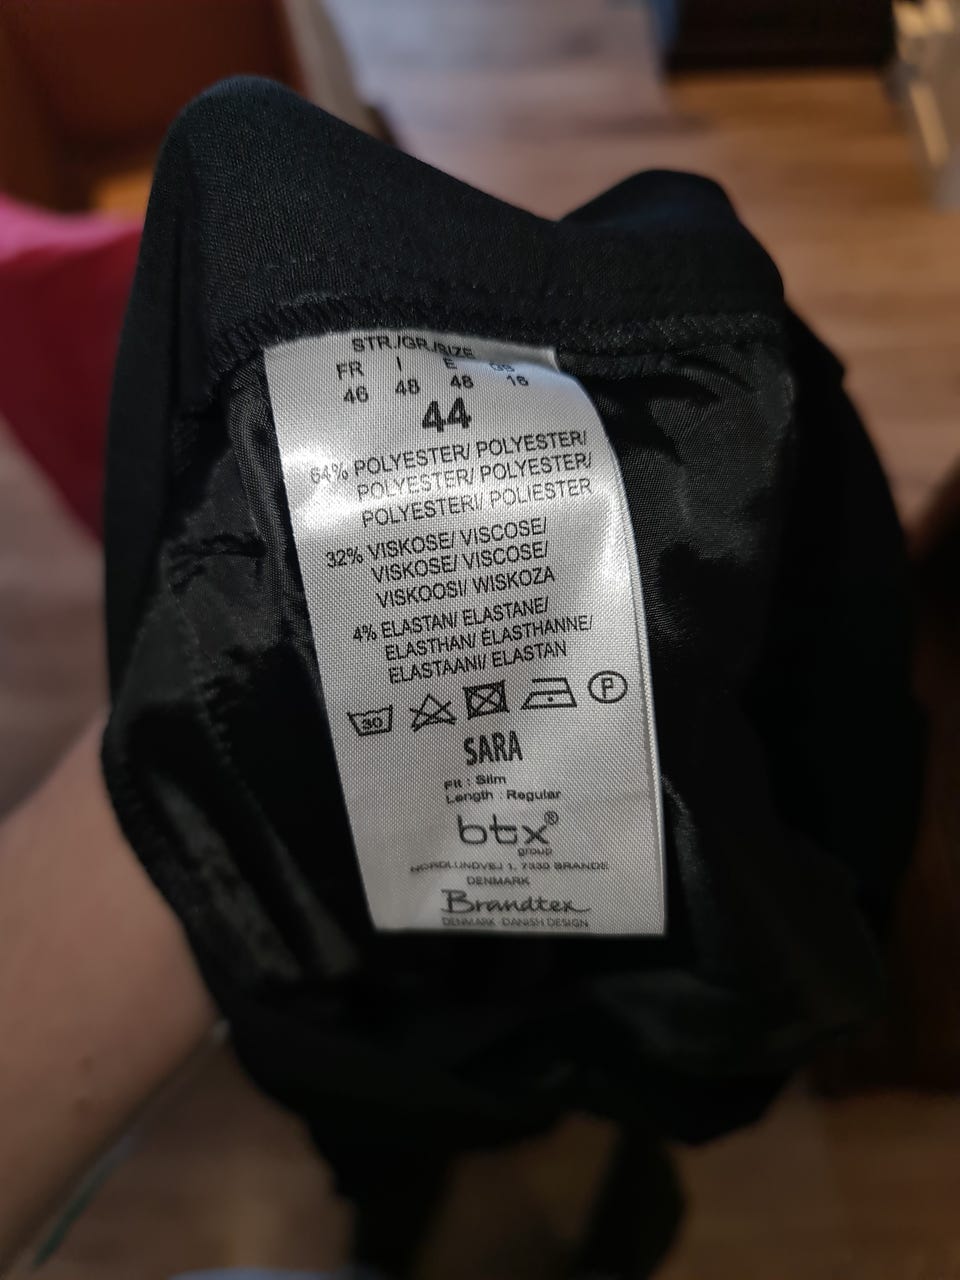 STR./GR./SIZE
FR I E GB
46 48 48 16
44
64% POLYESTER/ POLYESTER/
POLYESTER/ POLYESTER/
POLYESTERI/ POLIESTER
32% VISKOSE/ VISCOSE/
VISKOSE/ VISCOSE/
VISKOOSI/ WISKOZA
4% ELASTAN/ ELASTANE/
ELASTHAN/ ÉLASTHANNE/
ELASTAANI/ ELASTAN
30 P
SARA
Fit : Slim
Length : Regular
btx®
group
NORDLUNDVEJ 1, 7330 BRANDE
DENMARK
Brandtex
DENMARK - DANISH DESIGN